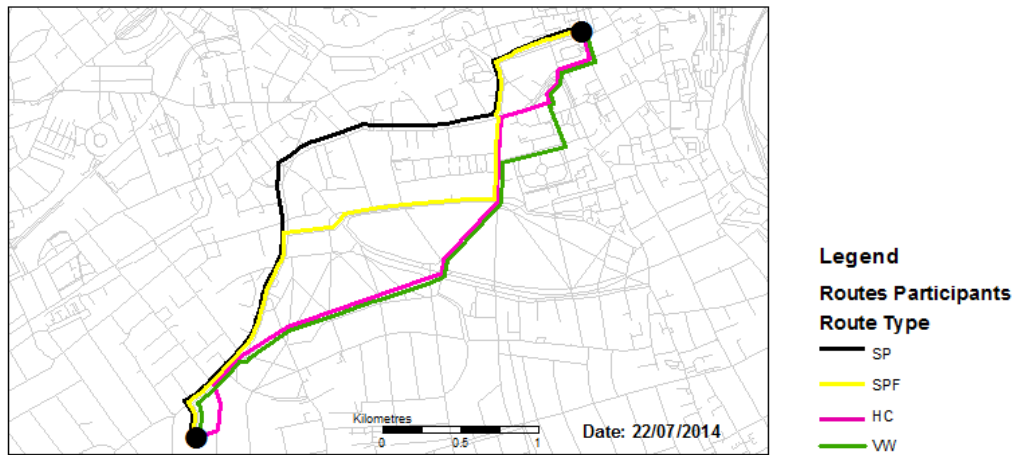 Kilometres
0 0.5 1
Date: 22/07/2014
Legend
Routes Participants
Route Type
SP
SPF
HC
VW